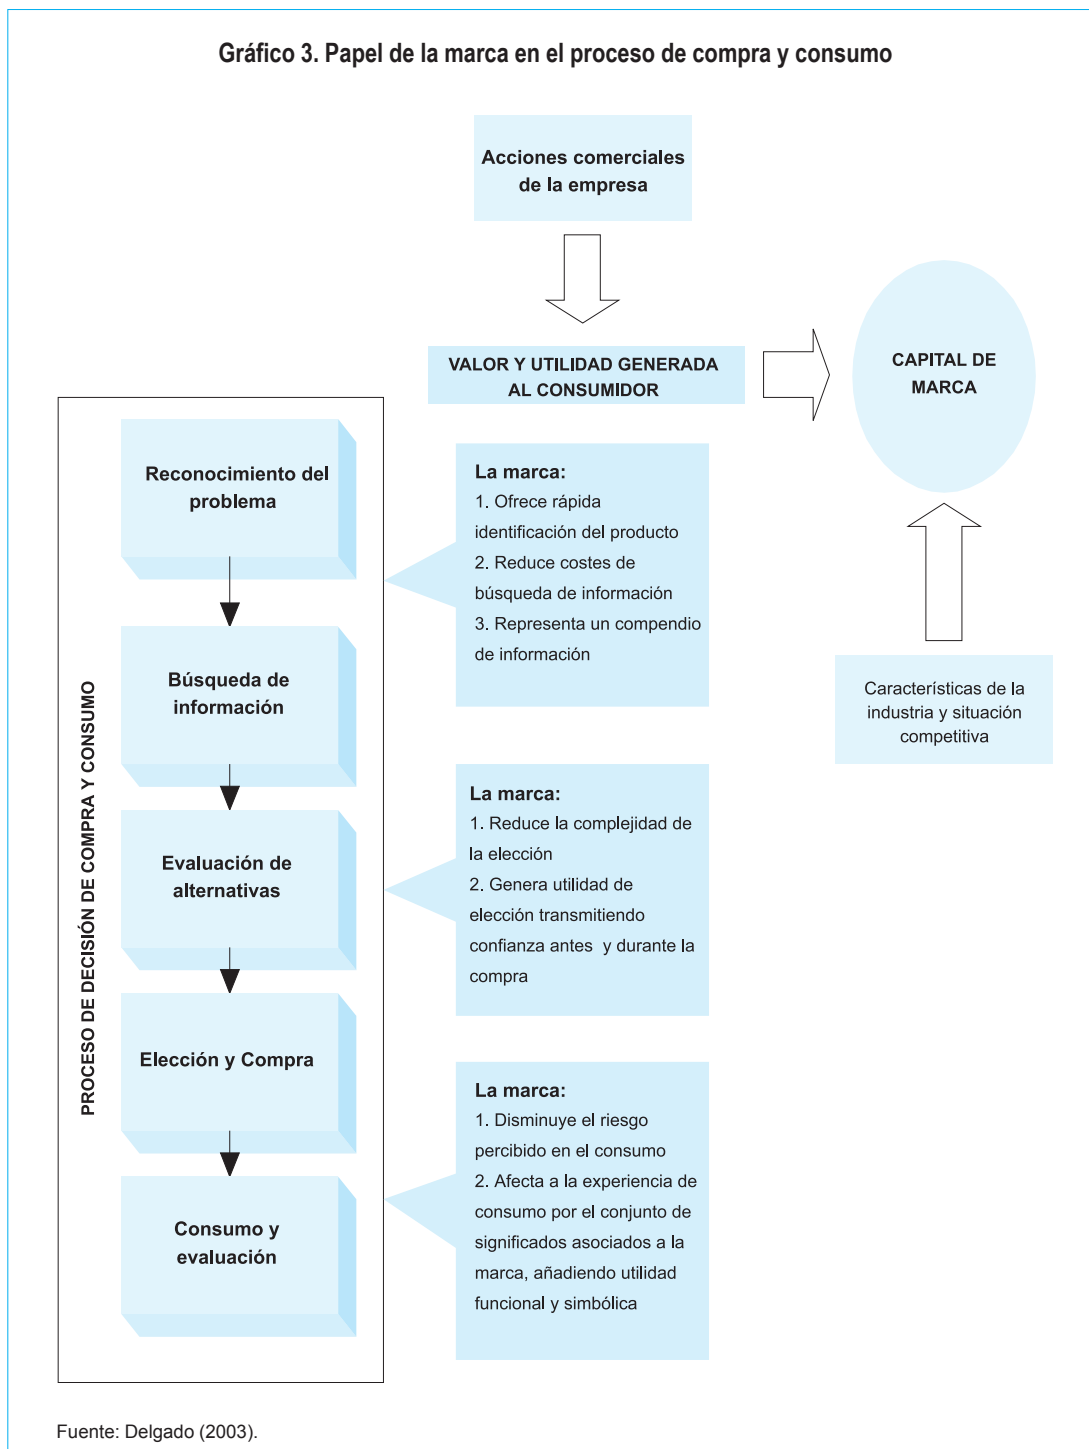 Gráfico 3. Papel de la marca en el proceso de compra y consumo
Acciones comerciales
de la empresa
VALOR Y UTILIDAD GENERADA
AL CONSUMIDOR
CAPITAL DE
MARCA
Características de la
industria y situación
competitiva
PROCESO DE DECISIÓN DE COMPRA Y CONSUMO
Reconocimiento del
problema
Búsqueda de
información
Evaluación de
alternativas
Elección y Compra
Consumo y
evaluación
La marca:
1. Ofrece rápida
identificación del producto
2. Reduce costes de
búsqueda de información
3. Representa un compendio
de información
La marca:
1. Reduce la complejidad de
la elección
2. Genera utilidad de
elección transmitiendo
confianza antes y durante la
compra
La marca:
1. Disminuye el riesgo
percibido en el consumo
2. Afecta a la experiencia de
consumo por el conjunto de
significados asociados a la
marca, añadiendo utilidad
funcional y simbólica
Fuente: Delgado (2003).